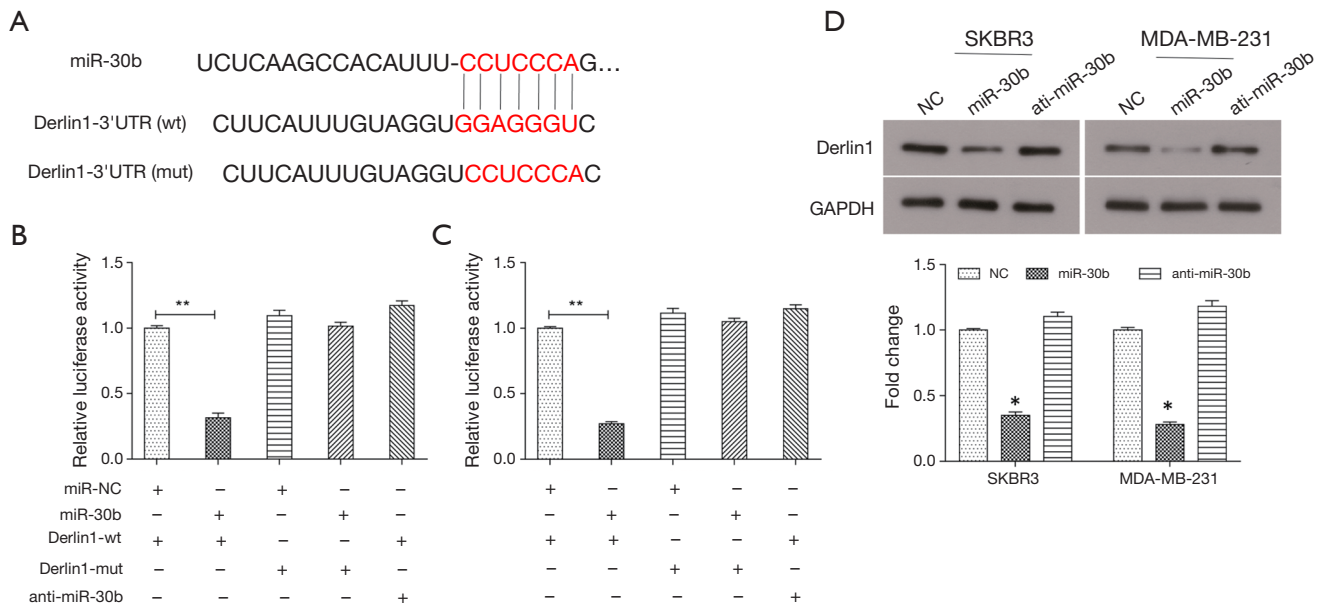 A
miR-30b UCUCAAGCCACAUUU-CCUCCCAG...
Derlin1-3'UTR (wt) CUUCAUUUGUAGGUGGAGGGUC
Derlin1-3'UTR (mut) CUUCAUUUGUAGGUCCUCCCAC
B
Relative luciferase activity
1.5
1.0
0.5
0.0
**
miR-NC + − + − −
miR-30b − + − + −
Derlin1-wt + + − − +
Derlin1-mut − − + + −
anti-miR-30b − − − − +
C
Relative luciferase activity
1.5
1.0
0.5
0.0
**
+ − + − −
− + − + −
+ + − − +
− − + + −
− − − − +
D
SKBR3 MDA-MB-231
NC miR-30b ati-miR-30b NC miR-30b ati-miR-30b
Derlin1
GAPDH
Fold change
1.5
1.0
0.5
0.0
NC miR-30b anti-miR-30b
* *
SKBR3 MDA-MB-231